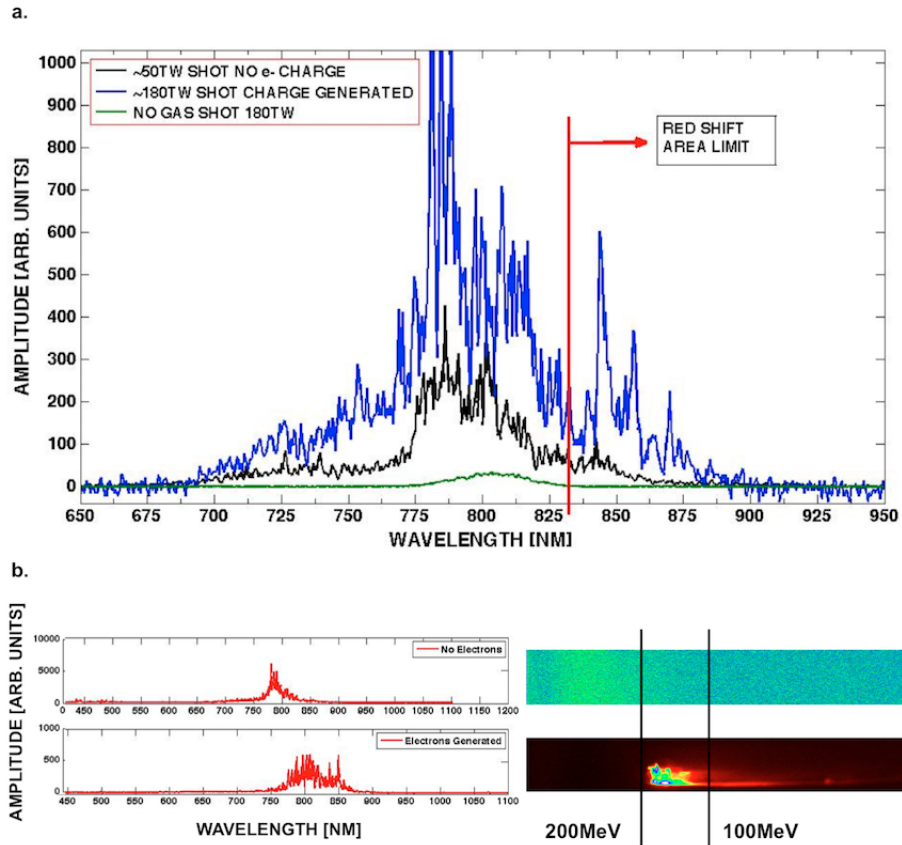 a.
1000
900
800
700
600
500
400
300
200
100
0
AMPLITUDE [ARB. UNITS]
~50TW SHOT NO e- CHARGE
~180TW SHOT CHARGE GENERATED
NO GAS SHOT 180TW
RED SHIFT
AREA LIMIT
650 675 700 725 750 775 800 825 850 875 900 925 950
WAVELENGTH [NM]
b.
AMPLITUDE [ARB. UNITS]
10000
5000
0
No Electrons
400 450 500 550 600 650 700 750 800 850 900 950 1000 1100 1200
1000
500
0
Electrons Generated
450 500 550 600 650 700 750 800 850 900 950 1000 1100
WAVELENGTH [NM]
200MeV 100MeV